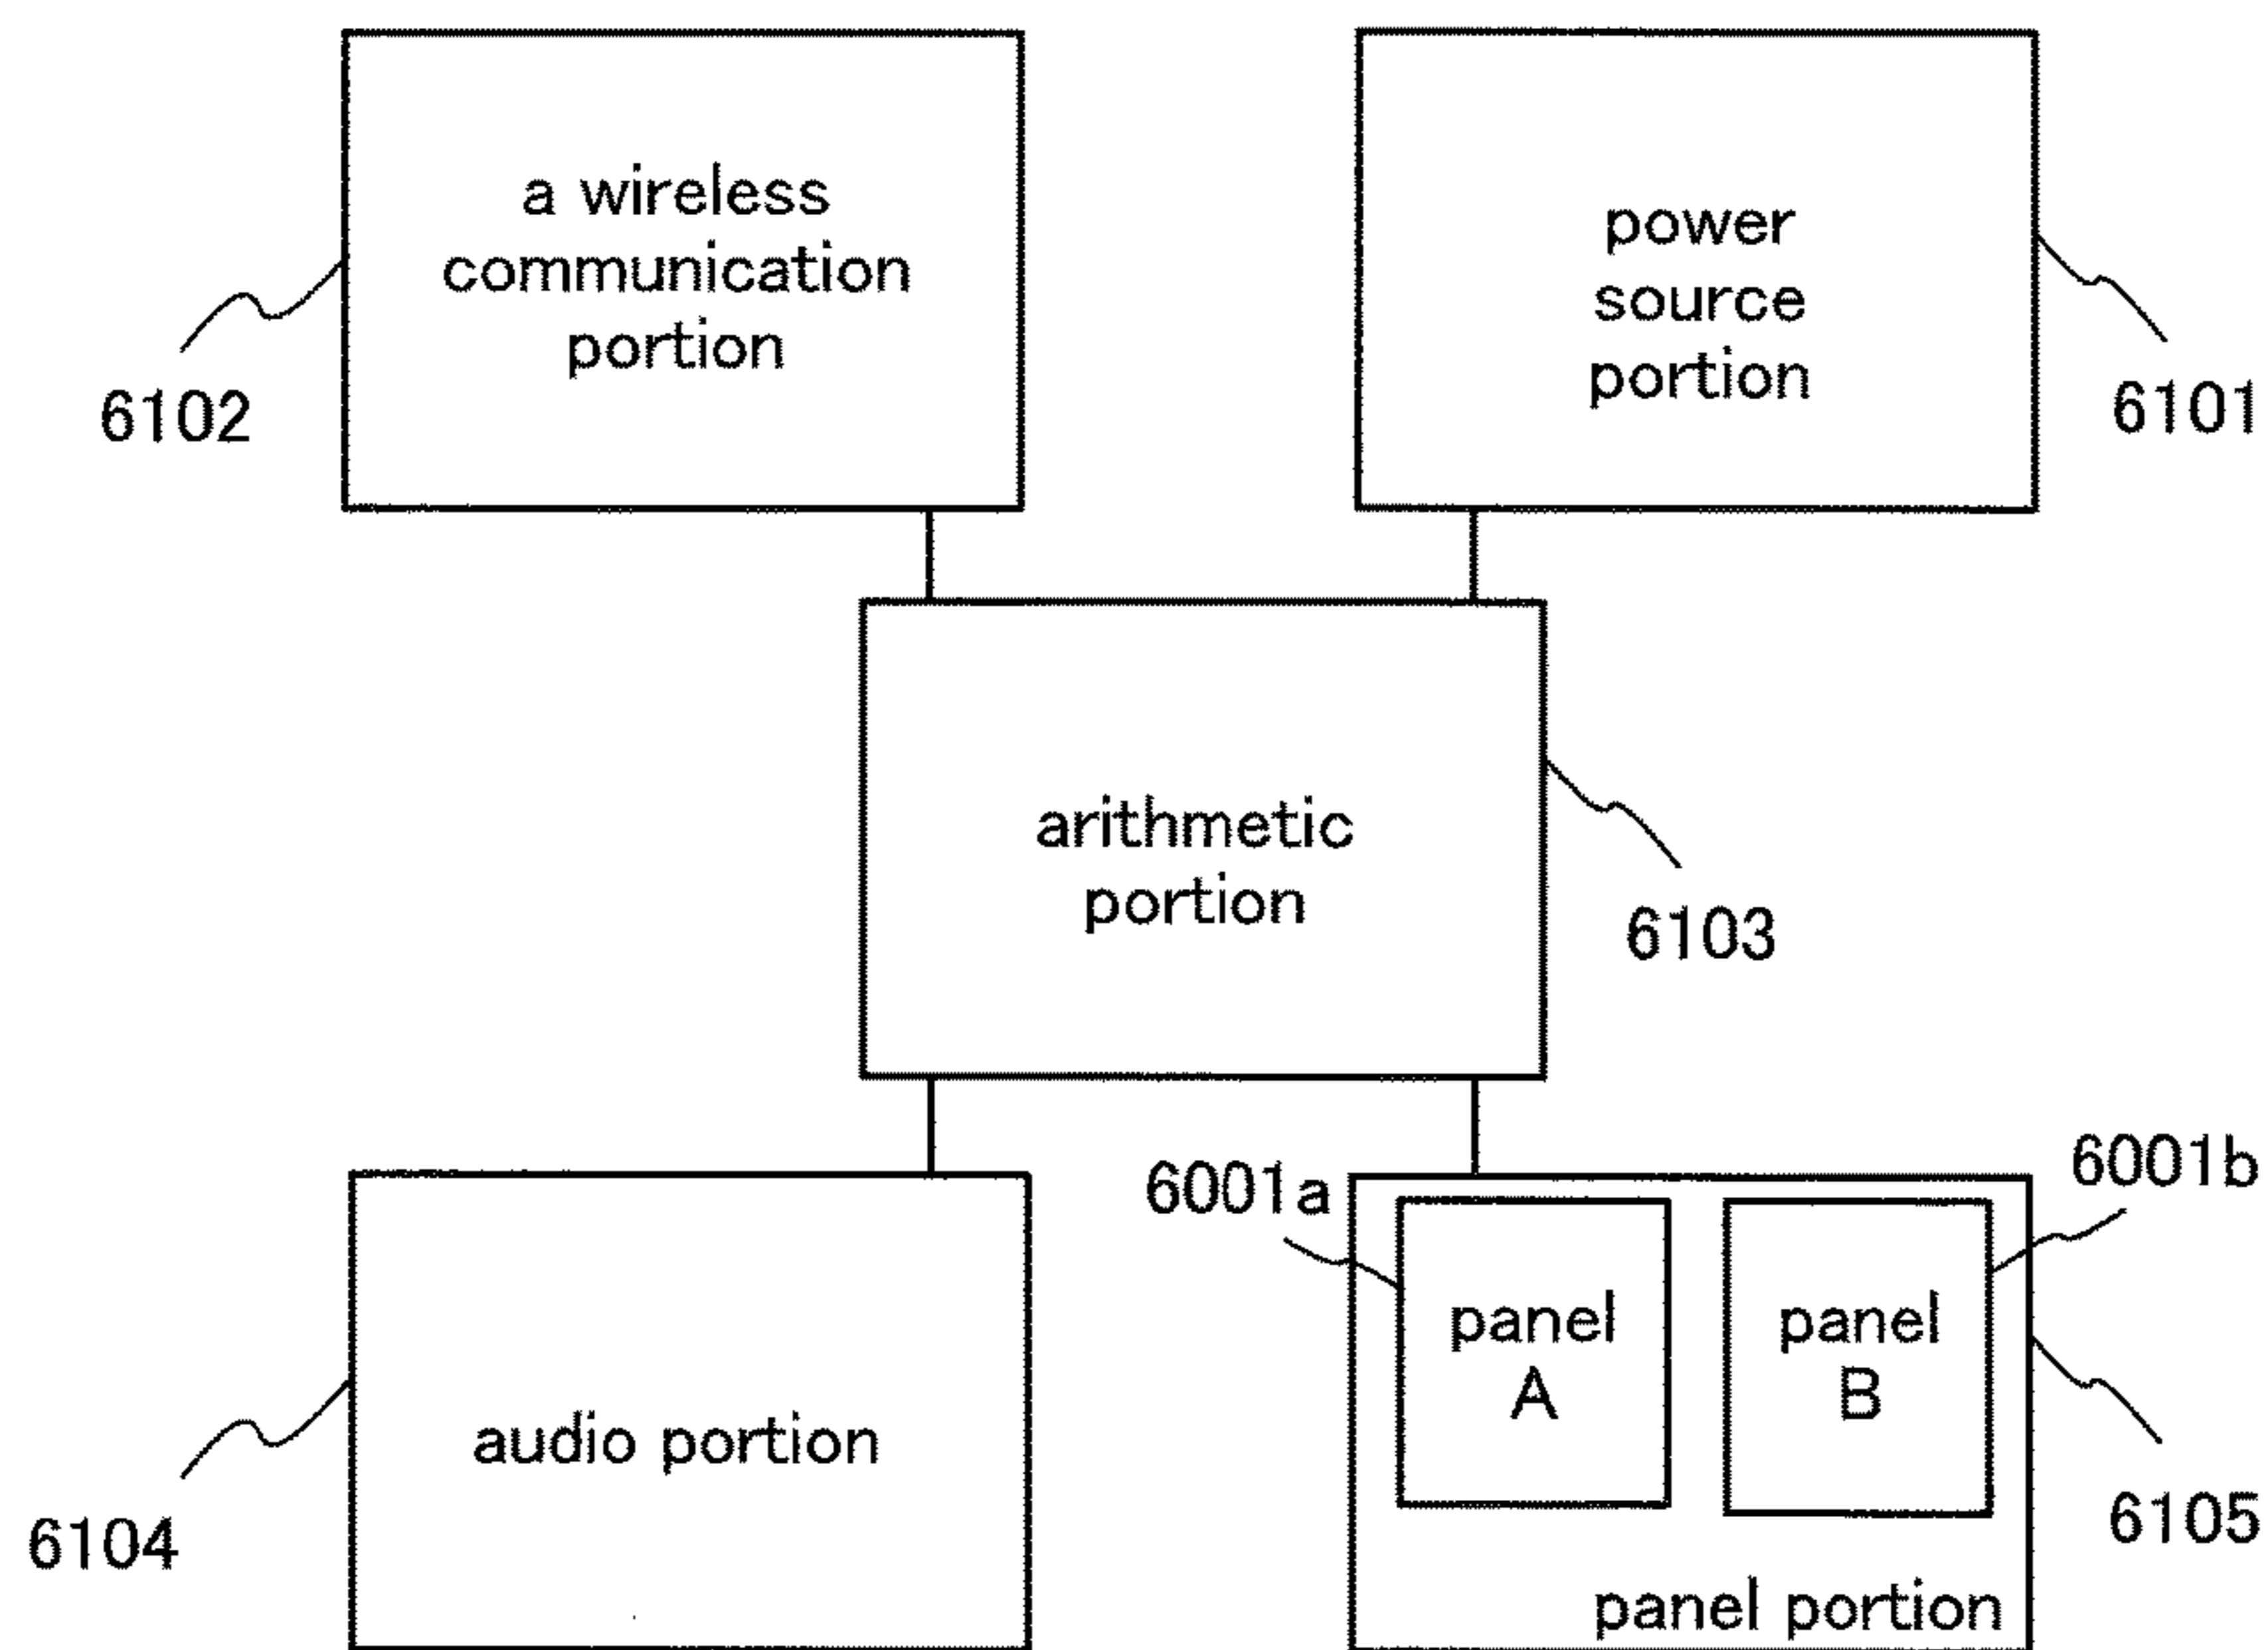 a wireless
communication
portion
6102
power
source
portion
6101
arithmetic
portion
6103
audio portion
6104
6001a
6001b
panel
A
panel
B
6105
panel portion